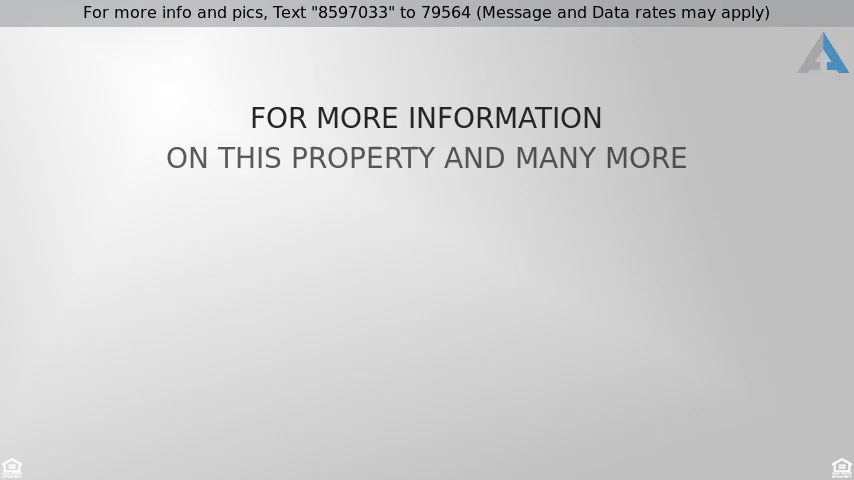 For more info and pics, Text "8597033" to 79564 (Message and Data rates may apply)
FOR MORE INFORMATION
ON THIS PROPERTY AND MANY MORE